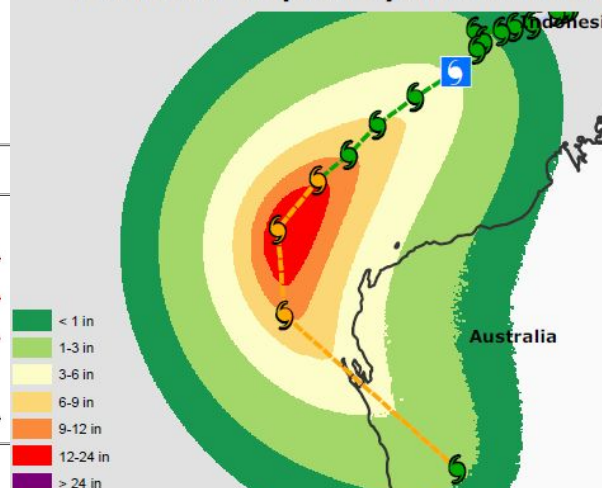 Indonesi
Australia
< 1 in
1-3 in
3-6 in
6-9 in
9-12 in
12-24 in
> 24 in